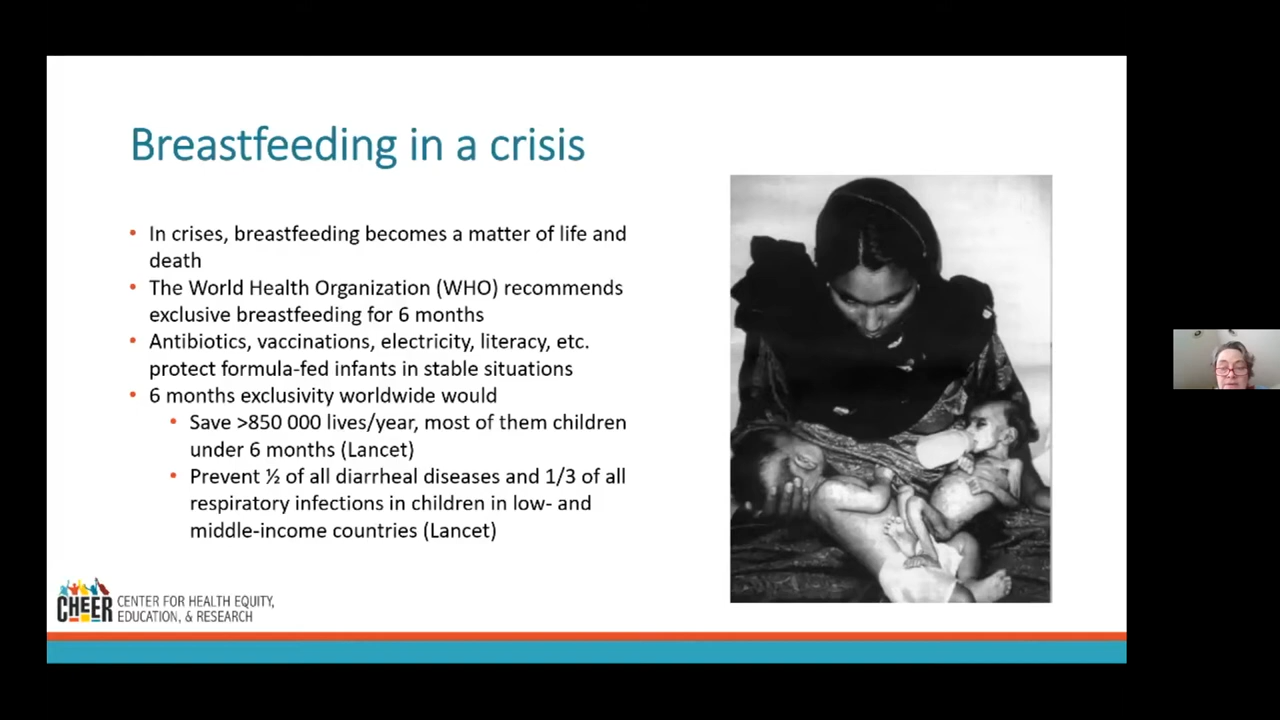 Breastfeeding in a crisis
• In crises, breastfeeding becomes a matter of life and
death
• The World Health Organization (WHO) recommends
exclusive breastfeeding for 6 months
• Antibiotics, vaccinations, electricity, literacy, etc.
protect formula-fed infants in stable situations
• 6 months exclusivity worldwide would
• Save >850 000 lives/year, most of them children
under 6 months (Lancet)
• Prevent ½ of all diarrheal diseases and 1/3 of all
respiratory infections in children in low- and
middle-income countries (Lancet)
CHEER CENTER FOR HEALTH EQUITY,
EDUCATION, & RESEARCH